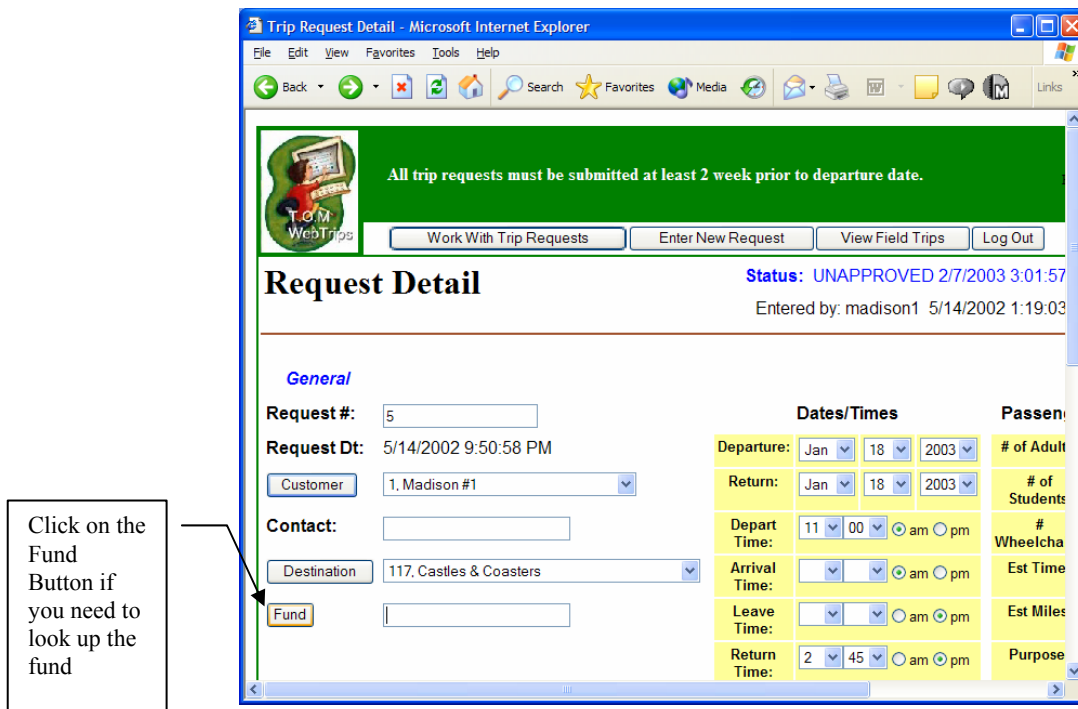 Trip Request Detail - Microsoft Internet Explorer
File Edit View Favorites Tools Help
Back Search Favorites Media Links »
T.O.M
WebTrips
All trip requests must be submitted at least 2 week prior to departure date.
Work With Trip Requests Enter New Request View Field Trips Log Out
Request Detail
Status: UNAPPROVED 2/7/2003 3:01:57
Entered by: madison1 5/14/2002 1:19:03
General
Request #: 5
Request Dt: 5/14/2002 9:50:58 PM
Customer 1, Madison #1
Contact:
Destination 117, Castles & Coasters
Fund
Dates/Times
Departure: Jan 18 2003
Return: Jan 18 2003
Depart Time: 11 00 am pm
Arrival Time: am pm
Leave Time: am pm
Return Time: 2 45 am pm
Passen
# of Adult
# of
Students
#
Wheelcha
Est Time
Est Miles
Purpose
Click on the
Fund
Button if
you need to
look up the
fund